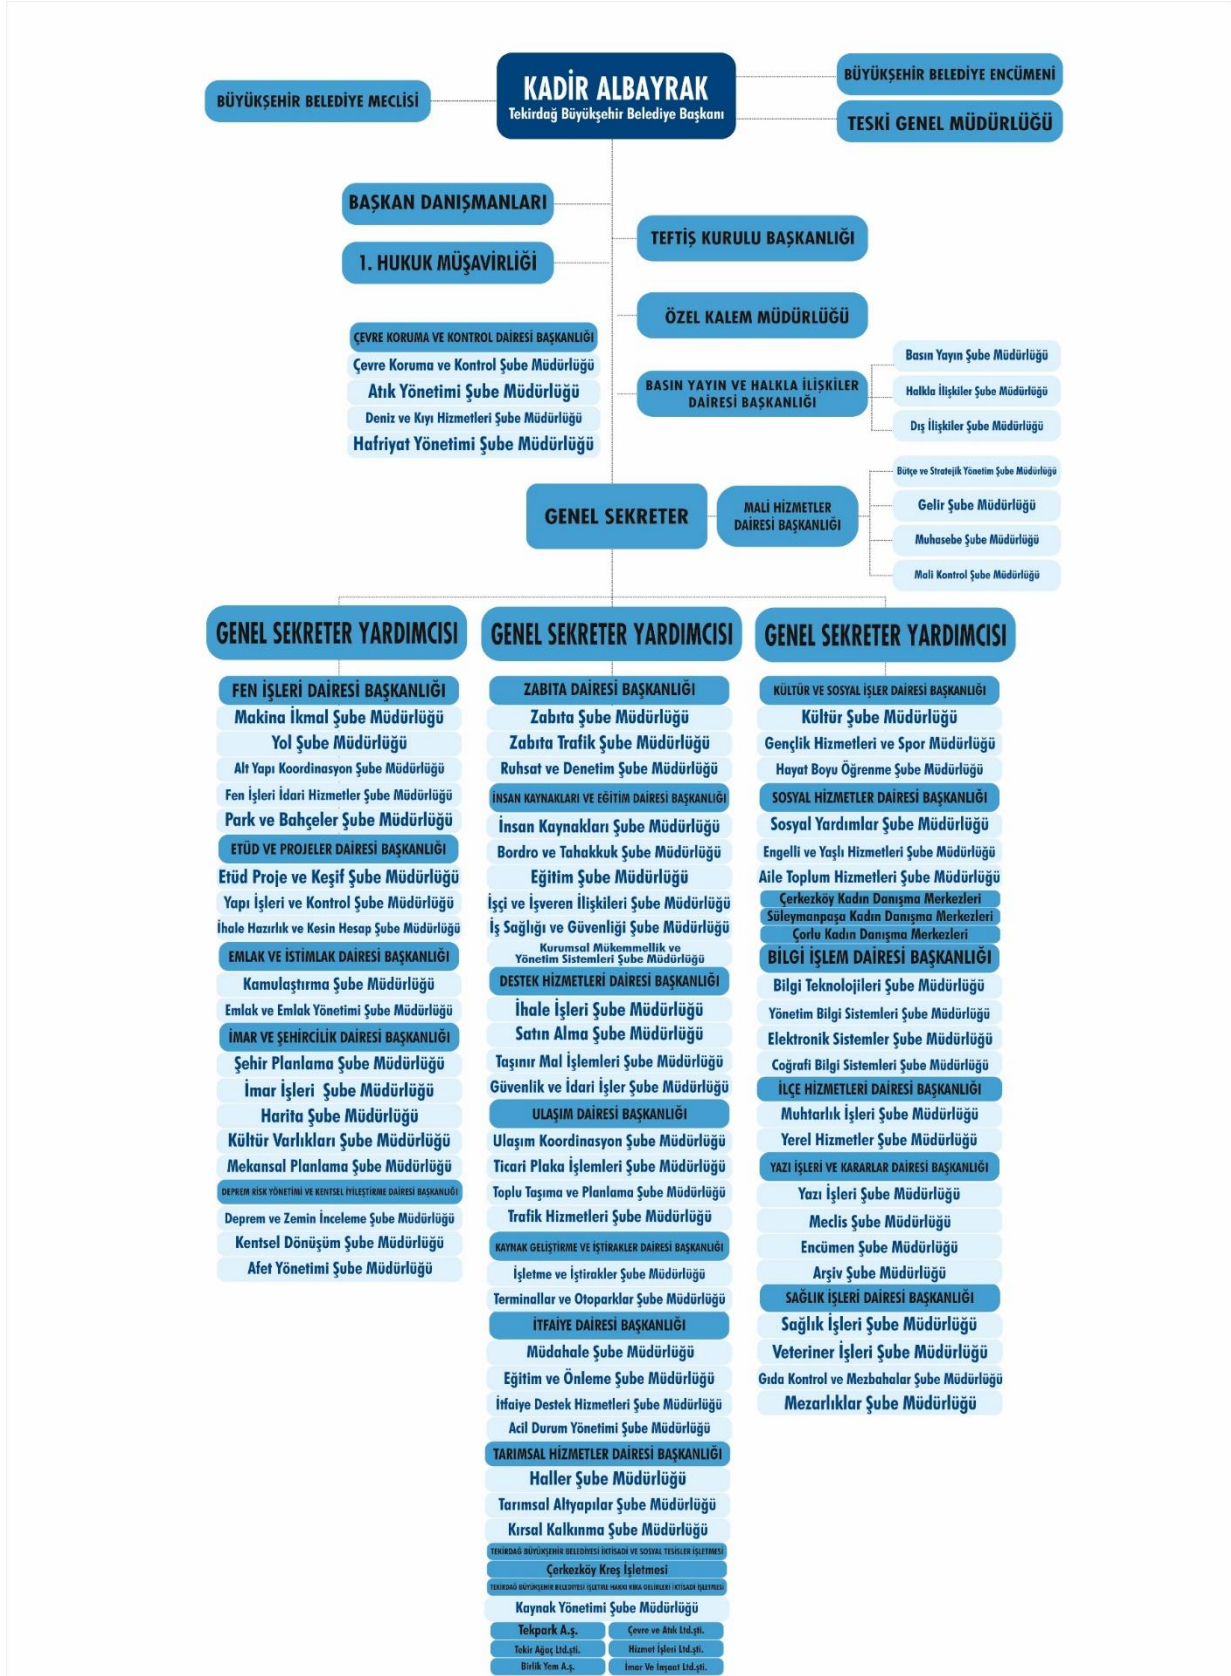 KADİR ALBAYRAK
Tekirdağ Büyükşehir Belediye Başkanı
BÜYÜKŞEHİR BELEDİYE MECLİSİ
BÜYÜKŞEHİR BELEDİYE ENCÜMENİ
TESKİ GENEL MÜDÜRLÜĞÜ
BAŞKAN DANIŞMANLARI
TEFTİŞ KURULU BAŞKANLIĞI
1. HUKUK MÜŞAVİRLİĞİ
ÖZEL KALEM MÜDÜRLÜĞÜ
ÇEVRE KORUMA VE KONTROL DAİRESİ BAŞKANLIĞI
Çevre Koruma ve Kontrol Şube Müdürlüğü
Atık Yönetimi Şube Müdürlüğü
Deniz ve Kıyı Hizmetleri Şube Müdürlüğü
Hafriyat Yönetimi Şube Müdürlüğü
BASIN YAYIN VE HALKLA İLİŞKİLER
DAİRESİ BAŞKANLIĞI
Basın Yayın Şube Müdürlüğü
Halkla İlişkiler Şube Müdürlüğü
Dış İlişkiler Şube Müdürlüğü
GENEL SEKRETER
MALİ HİZMETLER
DAİRESİ BAŞKANLIĞI
Bütçe ve Stratejik Yönetim Şube Müdürlüğü
Gelir Şube Müdürlüğü
Muhasebe Şube Müdürlüğü
Mali Kontrol Şube Müdürlüğü
GENEL SEKRETER YARDIMCISI
FEN İŞLERİ DAİRESİ BAŞKANLIĞI
Makina İkmal Şube Müdürlüğü
Yol Şube Müdürlüğü
Alt Yapı Koordinasyon Şube Müdürlüğü
Fen İşleri İdari Hizmetler Şube Müdürlüğü
Park ve Bahçeler Şube Müdürlüğü
ETÜD VE PROJELER DAİRESİ BAŞKANLIĞI
Etüd Proje ve Keşif Şube Müdürlüğü
Yapı İşleri ve Kontrol Şube Müdürlüğü
İhale Hazırlık ve Kesin Hesap Şube Müdürlüğü
EMLAK VE İSTİMLAK DAİRESİ BAŞKANLIĞI
Kamulaştırma Şube Müdürlüğü
Emlak ve Emlak Yönetimi Şube Müdürlüğü
İMAR VE ŞEHİRCİLİK DAİRESİ BAŞKANLIĞI
Şehir Planlama Şube Müdürlüğü
İmar İşleri Şube Müdürlüğü
Harita Şube Müdürlüğü
Kültür Varlıkları Şube Müdürlüğü
Mekansal Planlama Şube Müdürlüğü
DEPREM RİSK YÖNETİMİ VE KENTSEL İYİLEŞTİRME DAİRESİ BAŞKANLIĞI
Deprem ve Zemin İnceleme Şube Müdürlüğü
Kentsel Dönüşüm Şube Müdürlüğü
Afet Yönetimi Şube Müdürlüğü
GENEL SEKRETER YARDIMCISI
ZABITA DAİRESİ BAŞKANLIĞI
Zabıta Şube Müdürlüğü
Zabıta Trafik Şube Müdürlüğü
Ruhsat ve Denetim Şube Müdürlüğü
İNSAN KAYNAKLARI VE EĞİTİM DAİRESİ BAŞKANLIĞI
İnsan Kaynakları Şube Müdürlüğü
Bordro ve Tahakkuk Şube Müdürlüğü
Eğitim Şube Müdürlüğü
İşçi ve İşveren İlişkileri Şube Müdürlüğü
İş Sağlığı ve Güvenliği Şube Müdürlüğü
Kurumsal Mükemmellik ve
Yönetim Sistemleri Şube Müdürlüğü
DESTEK HİZMETLERİ DAİRESİ BAŞKANLIĞI
İhale İşleri Şube Müdürlüğü
Satın Alma Şube Müdürlüğü
Taşınır Mal İşlemleri Şube Müdürlüğü
Güvenlik ve İdari İşler Şube Müdürlüğü
ULAŞIM DAİRESİ BAŞKANLIĞI
Ulaşım Koordinasyon Şube Müdürlüğü
Ticari Plaka İşlemleri Şube Müdürlüğü
Toplu Taşıma ve Planlama Şube Müdürlüğü
Trafik Hizmetleri Şube Müdürlüğü
KAYNAK GELİŞTİRME VE İŞTİRAKLER DAİRESİ BAŞKANLIĞI
İşletme ve İştirakler Şube Müdürlüğü
Terminallar ve Otoparklar Şube Müdürlüğü
İTFAİYE DAİRESİ BAŞKANLIĞI
Müdahale Şube Müdürlüğü
Eğitim ve Önleme Şube Müdürlüğü
İtfaiye Destek Hizmetleri Şube Müdürlüğü
Acil Durum Yönetimi Şube Müdürlüğü
TARIMSAL HİZMETLER DAİRESİ BAŞKANLIĞI
Haller Şube Müdürlüğü
Tarımsal Altyapılar Şube Müdürlüğü
Kırsal Kalkınma Şube Müdürlüğü
TEKİRDAĞ BÜYÜKŞEHİR BELEDİYESİ İKTİSADİ VE SOSYAL TESİSLER İŞLETMESİ
Çerkezköy Kreş İşletmesi
TEKİRDAĞ BÜYÜKŞEHİR BELEDİYESİ İŞLETME HAKKI KİRA GELİRLERİ İKTİSADİ İŞLETMESİ
Kaynak Yönetimi Şube Müdürlüğü
Tekpark A.ş.
Çevre ve Atık Ltd.şti.
Tekir Ağaç Ltd.şti.
Hizmet İşleri Ltd.şti.
Birlik Yem A.ş.
İmar Ve İnşaat Ltd.şti.
GENEL SEKRETER YARDIMCISI
KÜLTÜR VE SOSYAL İŞLER DAİRESİ BAŞKANLIĞI
Kültür Şube Müdürlüğü
Gençlik Hizmetleri ve Spor Müdürlüğü
Hayat Boyu Öğrenme Şube Müdürlüğü
SOSYAL HİZMETLER DAİRESİ BAŞKANLIĞI
Sosyal Yardımlar Şube Müdürlüğü
Engelli ve Yaşlı Hizmetleri Şube Müdürlüğü
Aile Toplum Hizmetleri Şube Müdürlüğü
Çerkezköy Kadın Danışma Merkezleri
Süleymanpaşa Kadın Danışma Merkezleri
Çorlu Kadın Danışma Merkezleri
BİLGİ İŞLEM DAİRESİ BAŞKANLIĞI
Bilgi Teknolojileri Şube Müdürlüğü
Yönetim Bilgi Sistemleri Şube Müdürlüğü
Elektronik Sistemler Şube Müdürlüğü
Coğrafi Bilgi Sistemleri Şube Müdürlüğü
İLÇE HİZMETLERİ DAİRESİ BAŞKANLIĞI
Muhtarlık İşleri Şube Müdürlüğü
Yerel Hizmetler Şube Müdürlüğü
YAZI İŞLERİ VE KARARLAR DAİRESİ BAŞKANLIĞI
Yazı İşleri Şube Müdürlüğü
Meclis Şube Müdürlüğü
Encümen Şube Müdürlüğü
Arşiv Şube Müdürlüğü
SAĞLIK İŞLERİ DAİRESİ BAŞKANLIĞI
Sağlık İşleri Şube Müdürlüğü
Veteriner İşleri Şube Müdürlüğü
Gıda Kontrol ve Mezbahalar Şube Müdürlüğü
Mezarlıklar Şube Müdürlüğü